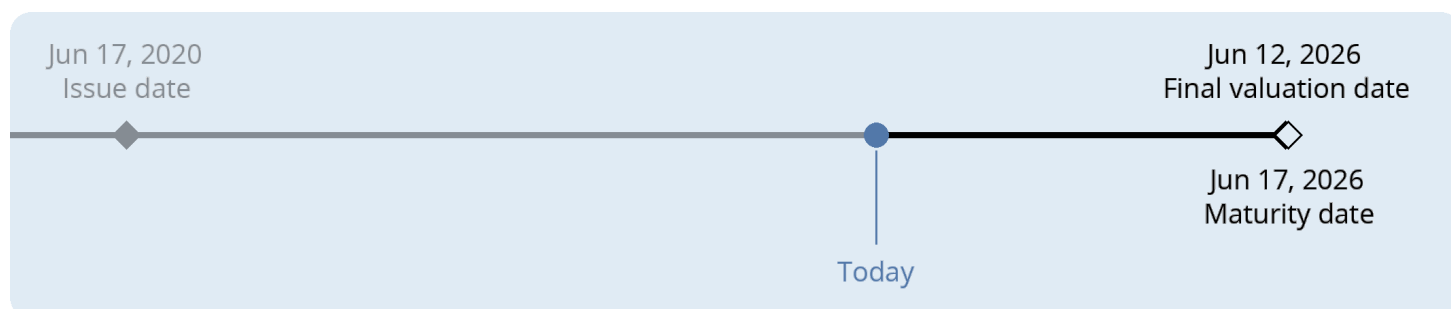 Jun 17, 2020
Issue date
Jun 12, 2026
Final valuation date
Jun 17, 2026
Maturity date
Today